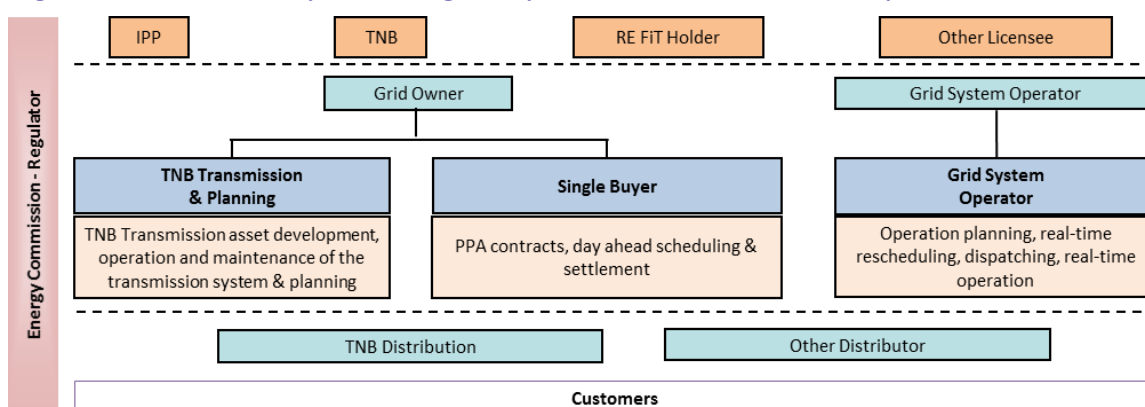 IPP
TNB
RE FiT Holder
Other Licensee
Energy Commission - Regulator
Grid Owner
Grid System Operator
TNB Transmission
& Planning
Single Buyer
Grid System
Operator
TNB Transmission asset development,
operation and maintenance of the
transmission system & planning
PPA contracts, day ahead scheduling &
settlement
Operation planning, real-time
rescheduling, dispatching, real-time
operation
TNB Distribution
Other Distributor
Customers